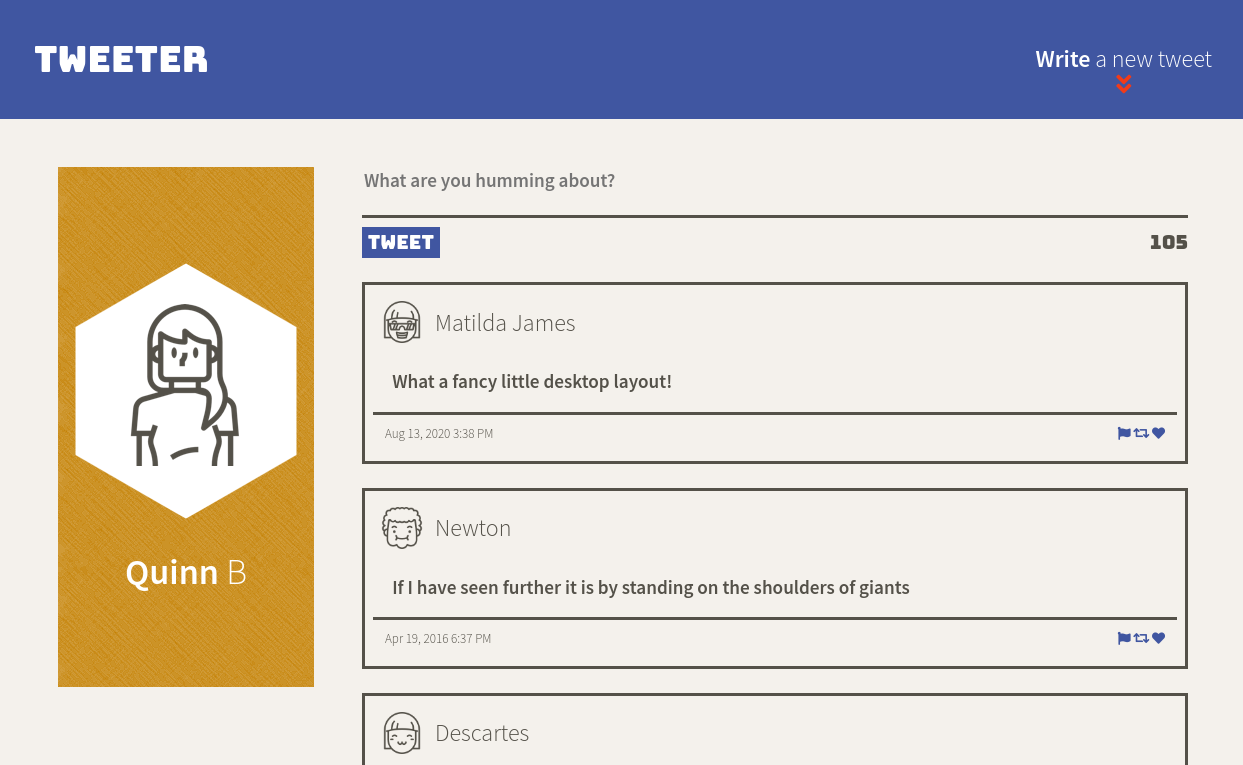 TWEETER
Write a new tweet
Quinn B
What are you humming about?
TWEET
105
Matilda James
What a fancy little desktop layout!
Aug 13, 2020 3:38 PM
Newton
If I have seen further it is by standing on the shoulders of giants
Apr 19, 2016 6:37 PM
Descartes